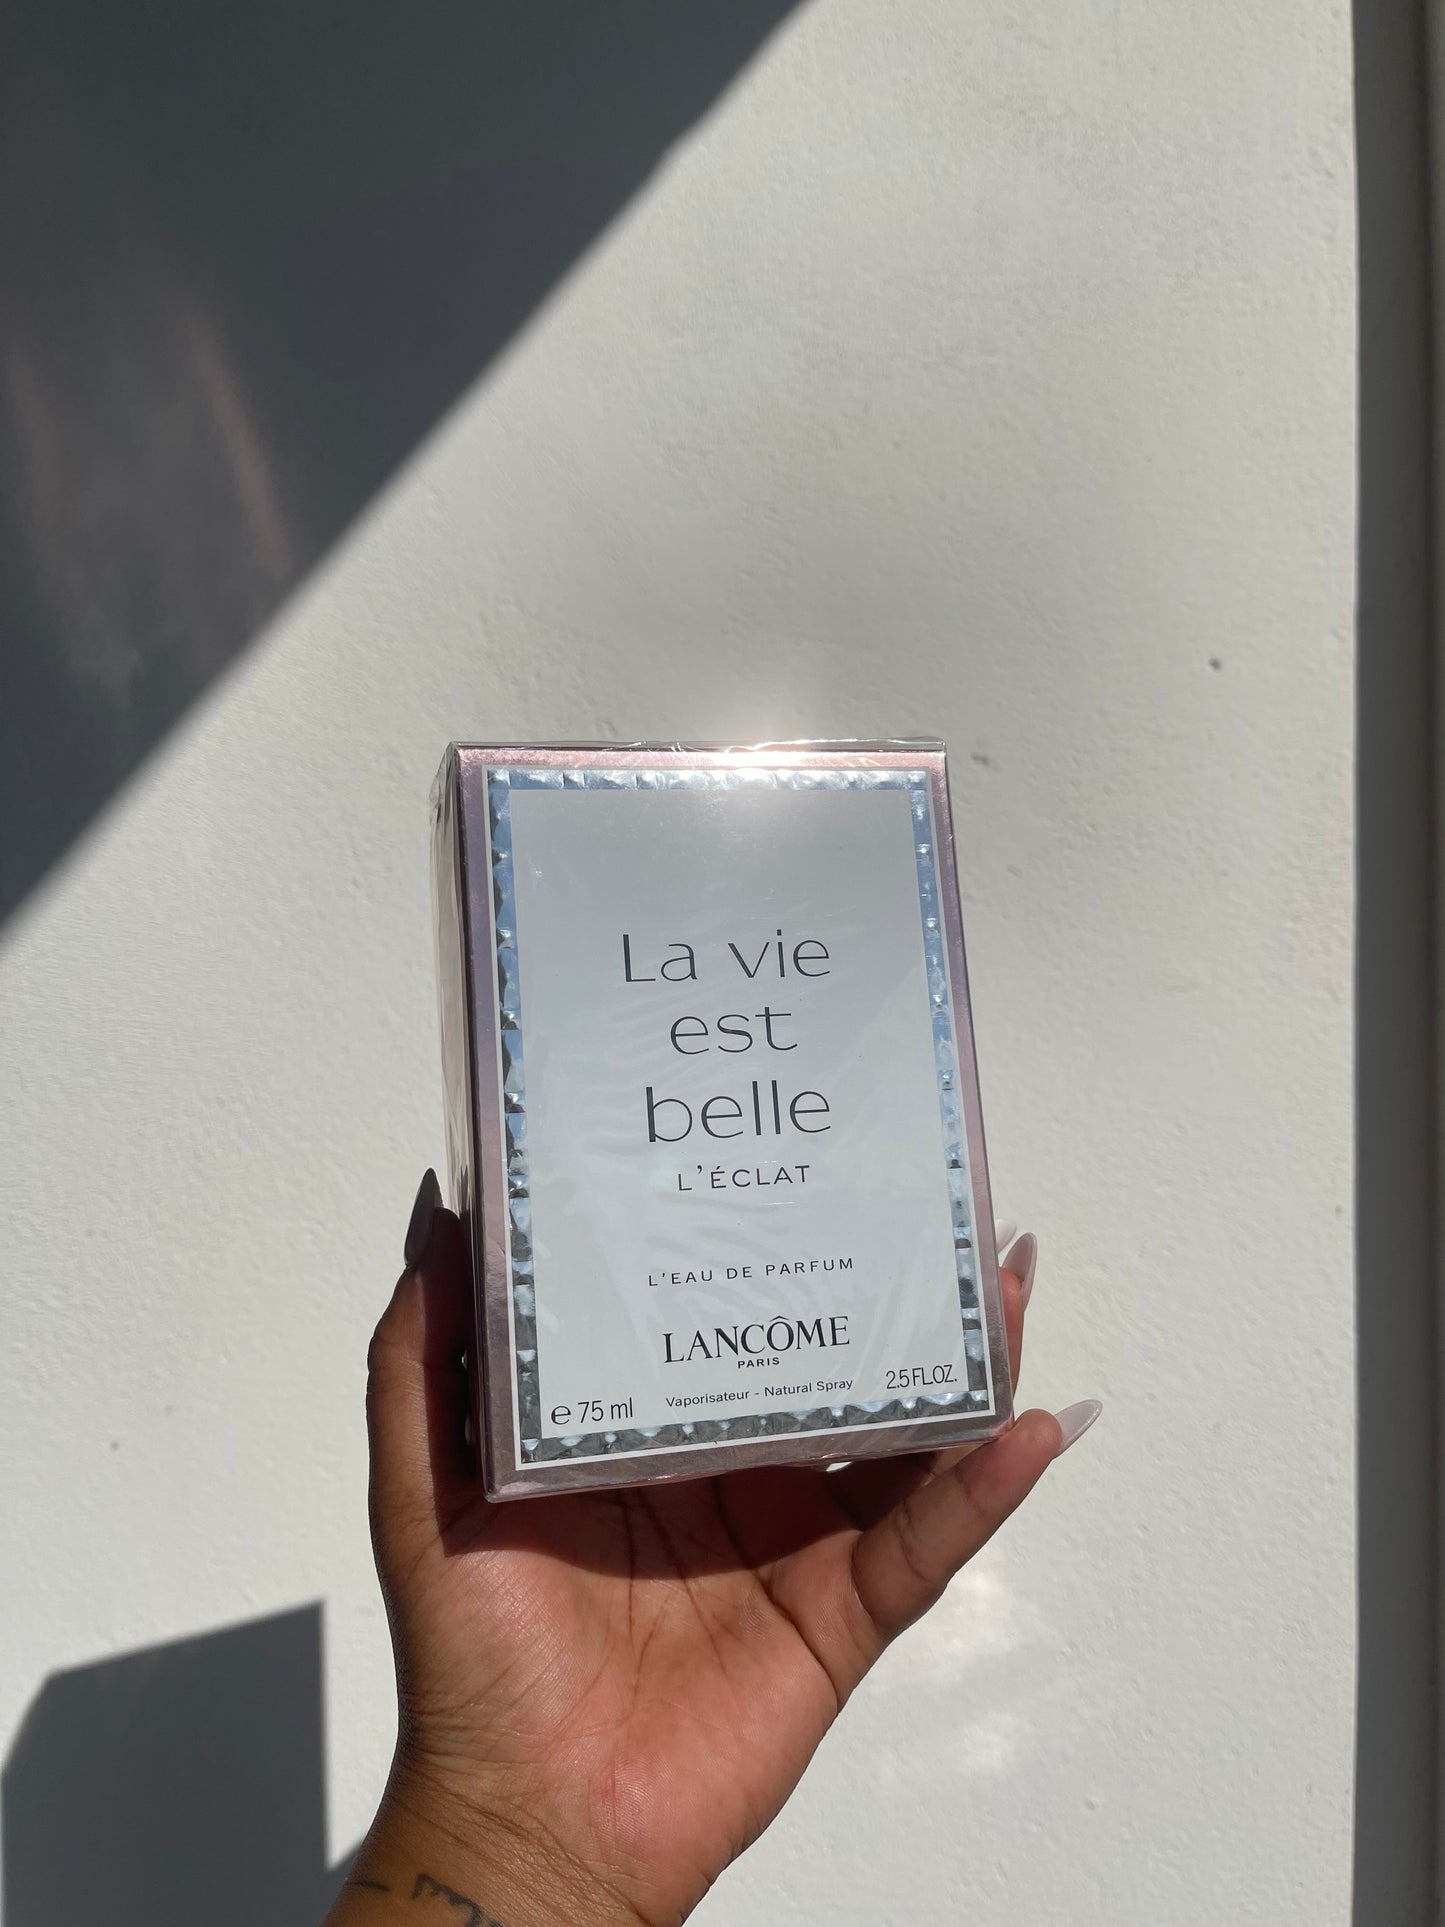 La vie
est
belle
L'ÉCLAT
L'EAU DE PARFUM
LANCÔME
PARIS
℮ 75 ml Vaporisateur - Natural Spray 2.5 FL.OZ.